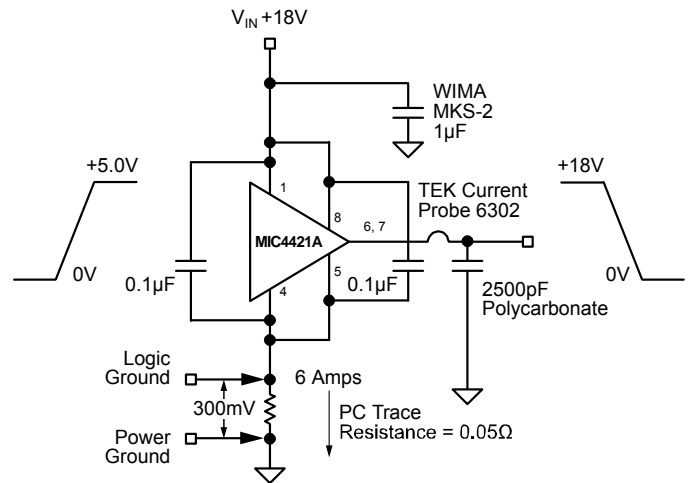 V_IN +18V
WIMA
MKS-2
1µF
+5.0V
0V
0.1µF
1
8
MIC4421A
6, 7
5
4
0.1µF
TEK Current
Probe 6302
+18V
0V
2500pF
Polycarbonate
Logic
Ground
300mV
Power
Ground
6 Amps
PC Trace
Resistance = 0.05Ω